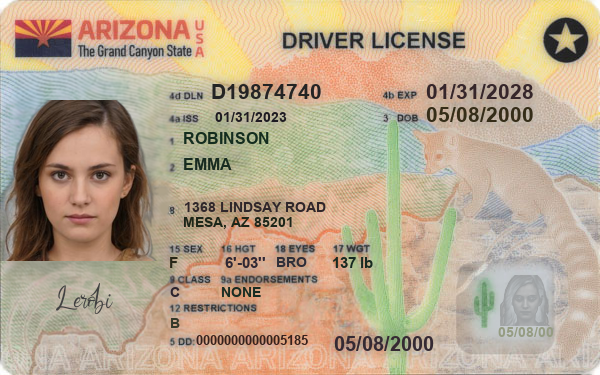 ARIZONA USA
The Grand Canyon State
DRIVER LICENSE
4d DLN D19874740 4b EXP 01/31/2028
4a ISS 01/31/2023 3 DOB 05/08/2000
1 ROBINSON
2 EMMA
8 1368 LINDSAY ROAD
MESA, AZ 85201
15 SEX 16 HGT 18 EYES 17 WGT
F 6'-03" BRO 137 lb
9 CLASS 9a ENDORSEMENTS
C NONE
12 RESTRICTIONS
B
5 DD: 0000000000005185
05/08/2000
05/08/00
ARIZONA ARIZONA ARIZONA ARIZONA